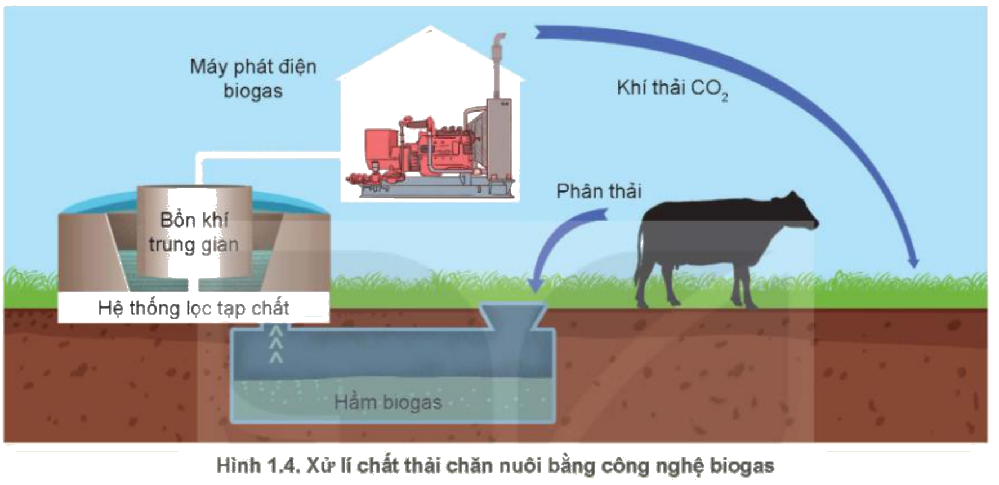 Máy phát điện
biogas
Khí thải CO₂
Phân thải
Bồn khí
trung gian
Hệ thống lọc tạp chất
Hầm biogas
Hình 1.4. Xử lí chất thải chăn nuôi bằng công nghệ biogas